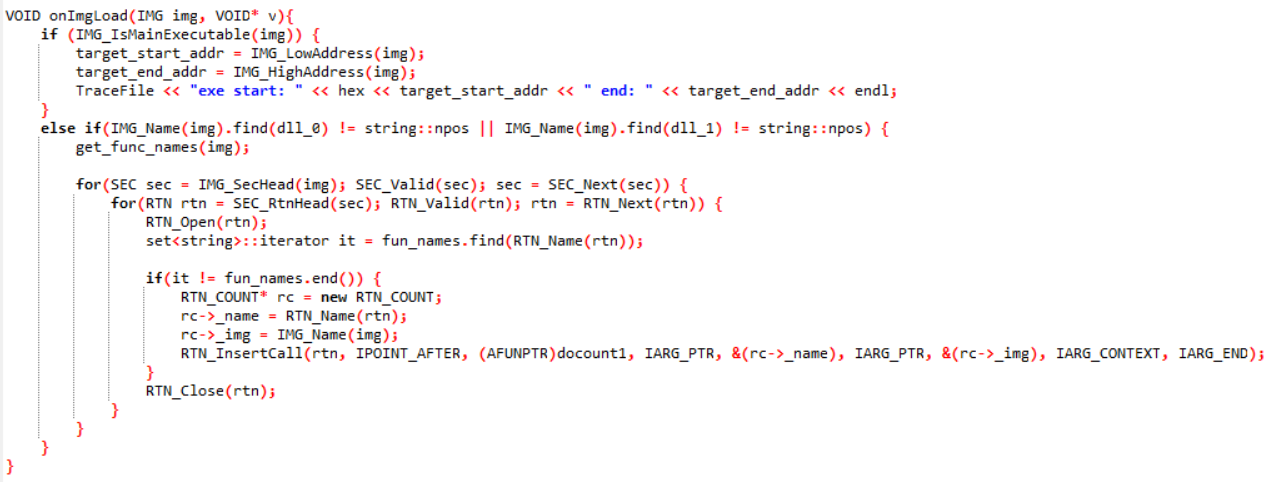 VOID onImgLoad(IMG img, VOID* v){
    if (IMG_IsMainExecutable(img)) {
        target_start_addr = IMG_LowAddress(img);
        target_end_addr = IMG_HighAddress(img);
        TraceFile << "exe start: " << hex << target_start_addr << " end: " << target_end_addr << endl;
    }
    else if(IMG_Name(img).find(dll_0) != string::npos || IMG_Name(img).find(dll_1) != string::npos) {
        get_func_names(img);

        for(SEC sec = IMG_SecHead(img); SEC_Valid(sec); sec = SEC_Next(sec)) {
            for(RTN rtn = SEC_RtnHead(sec); RTN_Valid(rtn); rtn = RTN_Next(rtn)) {
                RTN_Open(rtn);
                set<string>::iterator it = fun_names.find(RTN_Name(rtn));

                if(it != fun_names.end()) {
                    RTN_COUNT* rc = new RTN_COUNT;
                    rc->_name = RTN_Name(rtn);
                    rc->_img = IMG_Name(img);
                    RTN_InsertCall(rtn, IPOINT_AFTER, (AFUNPTR)docount1, IARG_PTR, &(rc->_name), IARG_PTR, &(rc->_img), IARG_CONTEXT, IARG_END);
                }
                RTN_Close(rtn);
            }
        }
    }
}